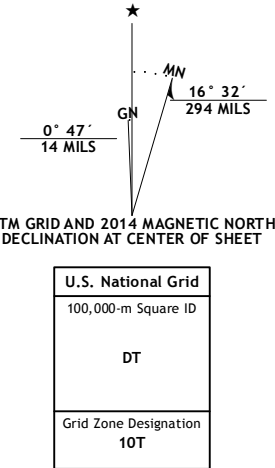 MN
GN
16° 32´
294 MILS
0° 47´
14 MILS
TM GRID AND 2014 MAGNETIC NORTH
DECLINATION AT CENTER OF SHEET
U.S. National Grid
100,000-m Square ID
DT
Grid Zone Designation
10T